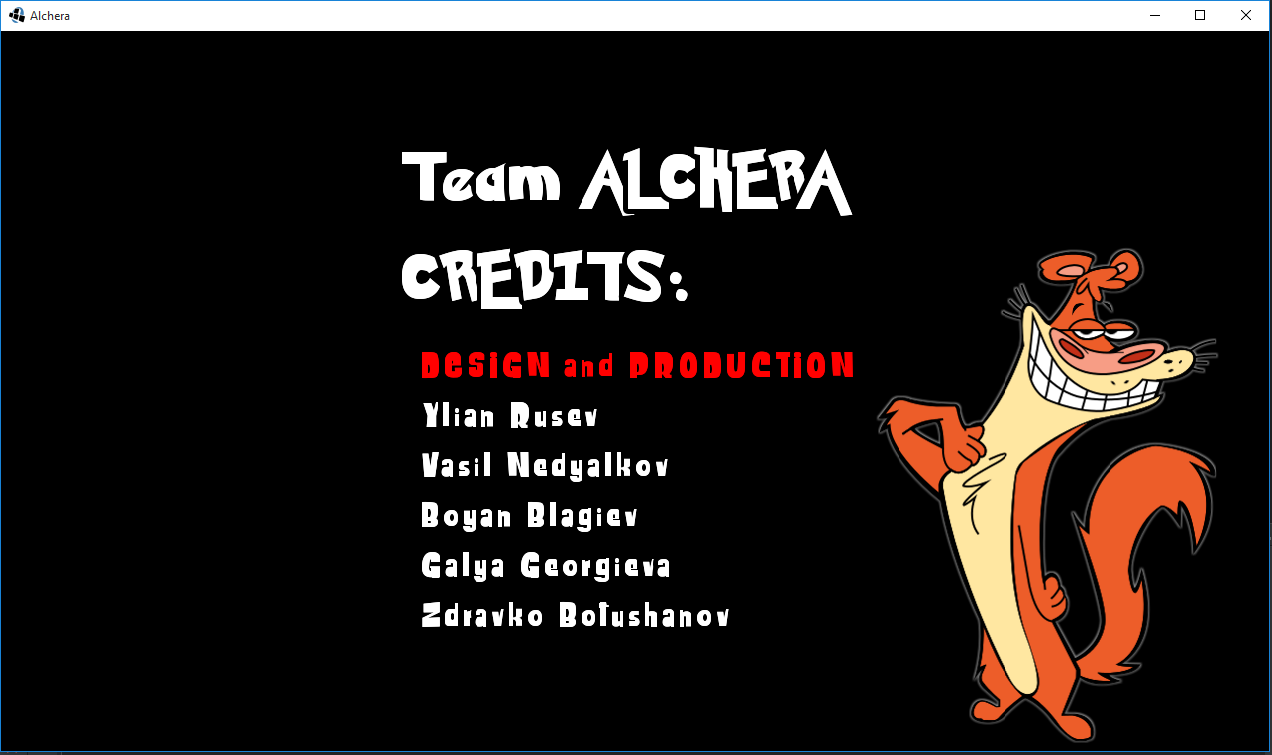 Alchera
Team ALCHERA
CREDITS:
DESIGN and PRODUCTION
Ylian Rusev
Vasil Nedyalkov
Boyan Blagiev
Galya Georgieva
Zdravko Botushanov